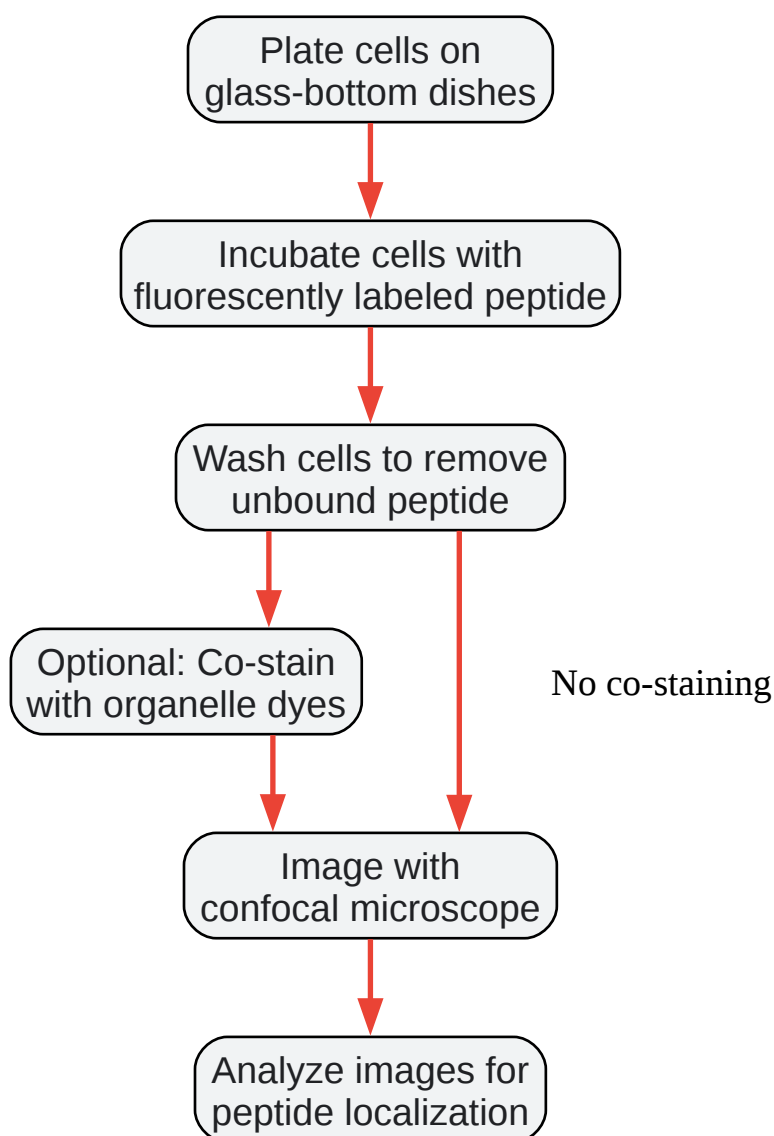 Plate cells on
glass-bottom dishes
Incubate cells with
fluorescently labeled peptide
Wash cells to remove
unbound peptide
Optional: Co-stain
with organelle dyes
No co-staining
Image with
confocal microscope
Analyze images for
peptide localization